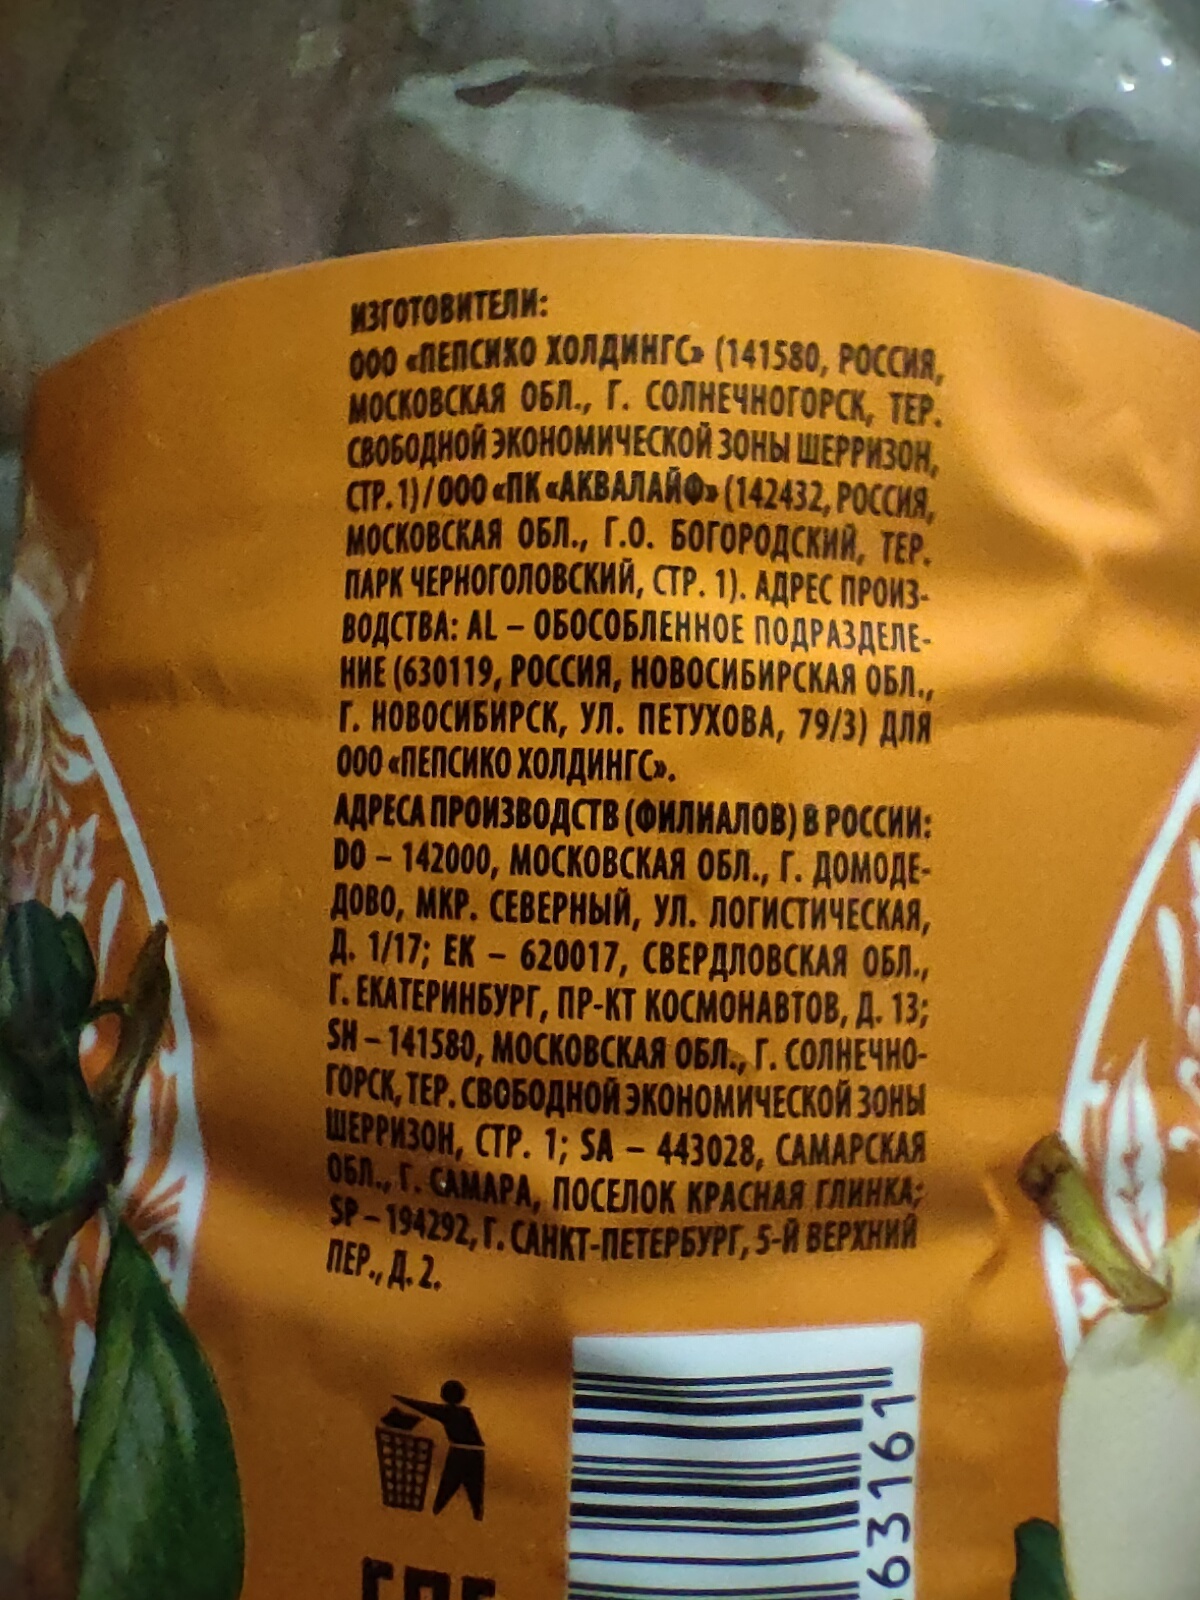 ИЗГОТОВИТЕЛИ:
ООО «ПЕПСИКО ХОЛДИНГС» (141580, РОССИЯ,
МОСКОВСКАЯ ОБЛ., Г. СОЛНЕЧНОГОРСК, ТЕР.
СВОБОДНОЙ ЭКОНОМИЧЕСКОЙ ЗОНЫ ШЕРРИЗОН,
СТР. 1) / ООО «ПК «АКВАЛАЙФ» (142432, РОССИЯ,
МОСКОВСКАЯ ОБЛ., Г.О. БОГОРОДСКИЙ, ТЕР.
ПАРК ЧЕРНОГОЛОВСКИЙ, СТР. 1). АДРЕС ПРОИЗ-
ВОДСТВА: AL – ОБОСОБЛЕННОЕ ПОДРАЗДЕЛЕ-
НИЕ (630119, РОССИЯ, НОВОСИБИРСКАЯ ОБЛ.,
Г. НОВОСИБИРСК, УЛ. ПЕТУХОВА, 79/3) ДЛЯ
ООО «ПЕПСИКО ХОЛДИНГС».
АДРЕСА ПРОИЗВОДСТВ (ФИЛИАЛОВ) В РОССИИ:
DO – 142000, МОСКОВСКАЯ ОБЛ., Г. ДОМОДЕ-
ДОВО, МКР. СЕВЕРНЫЙ, УЛ. ЛОГИСТИЧЕСКАЯ,
Д. 1/17; EK – 620017, СВЕРДЛОВСКАЯ ОБЛ.,
Г. ЕКАТЕРИНБУРГ, ПР-КТ КОСМОНАВТОВ, Д. 13;
SH – 141580, МОСКОВСКАЯ ОБЛ., Г. СОЛНЕЧНО-
ГОРСК, ТЕР. СВОБОДНОЙ ЭКОНОМИЧЕСКОЙ ЗОНЫ
ШЕРРИЗОН, СТР. 1; SA – 443028, САМАРСКАЯ
ОБЛ., Г. САМАРА, ПОСЕЛОК КРАСНАЯ ГЛИНКА;
SP – 194292, Г. САНКТ-ПЕТЕРБУРГ, 5-Й ВЕРХНИЙ
ПЕР., Д. 2.
63161